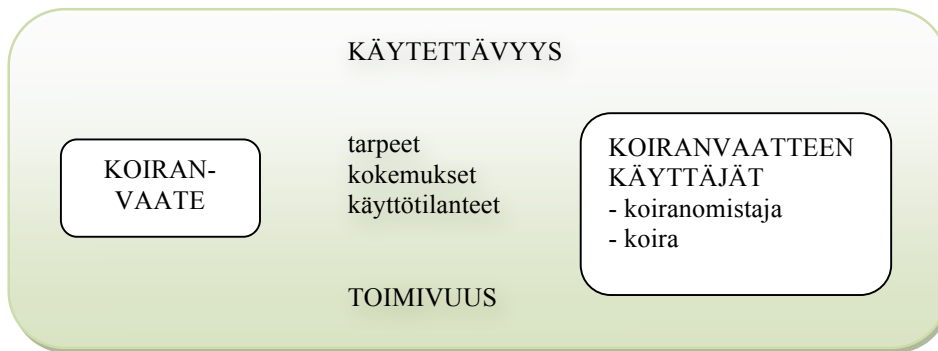 KÄYTETTÄVYYS
KOIRAN-
VAATE
tarpeet
kokemukset
käyttötilanteet
KOIRANVAATTEEN
KÄYTTÄJÄT
- koiranomistaja
- koira
TOIMIVUUS